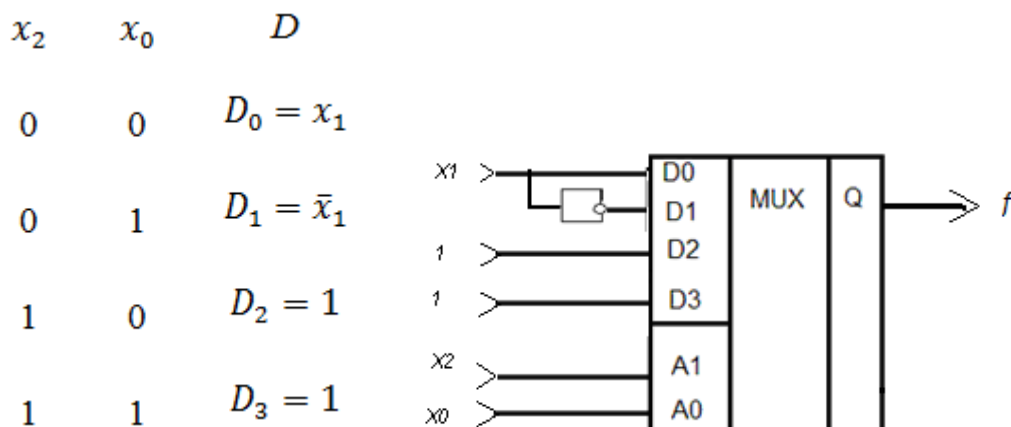 x₂ x₀ D
0 0 D₀ = x₁
0 1 D₁ = x̄₁
1 0 D₂ = 1
1 1 D₃ = 1
X1 D0 MUX Q f
D1
1 D2
1 D3
X2 A1
X0 A0